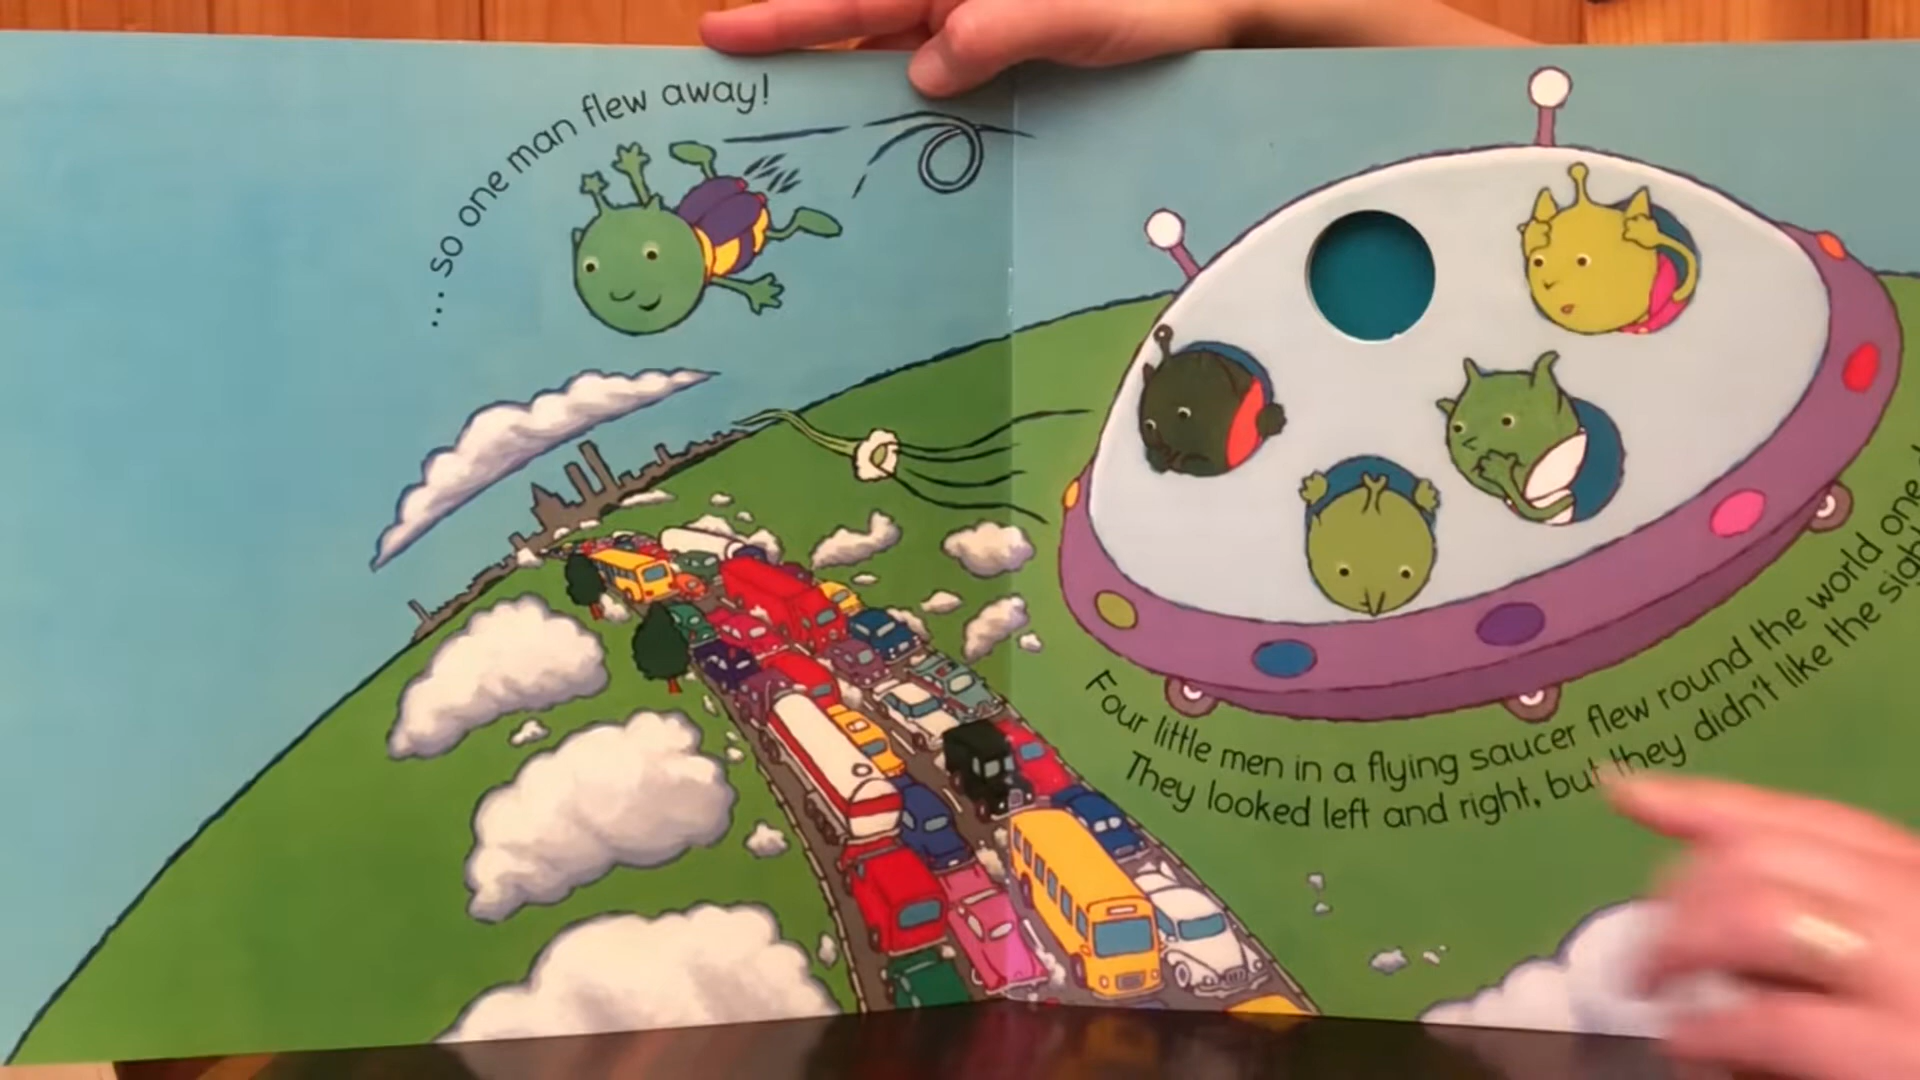 ... so one man flew away!
Four little men in a flying saucer flew round the world one
They looked left and right, but they didn't like the